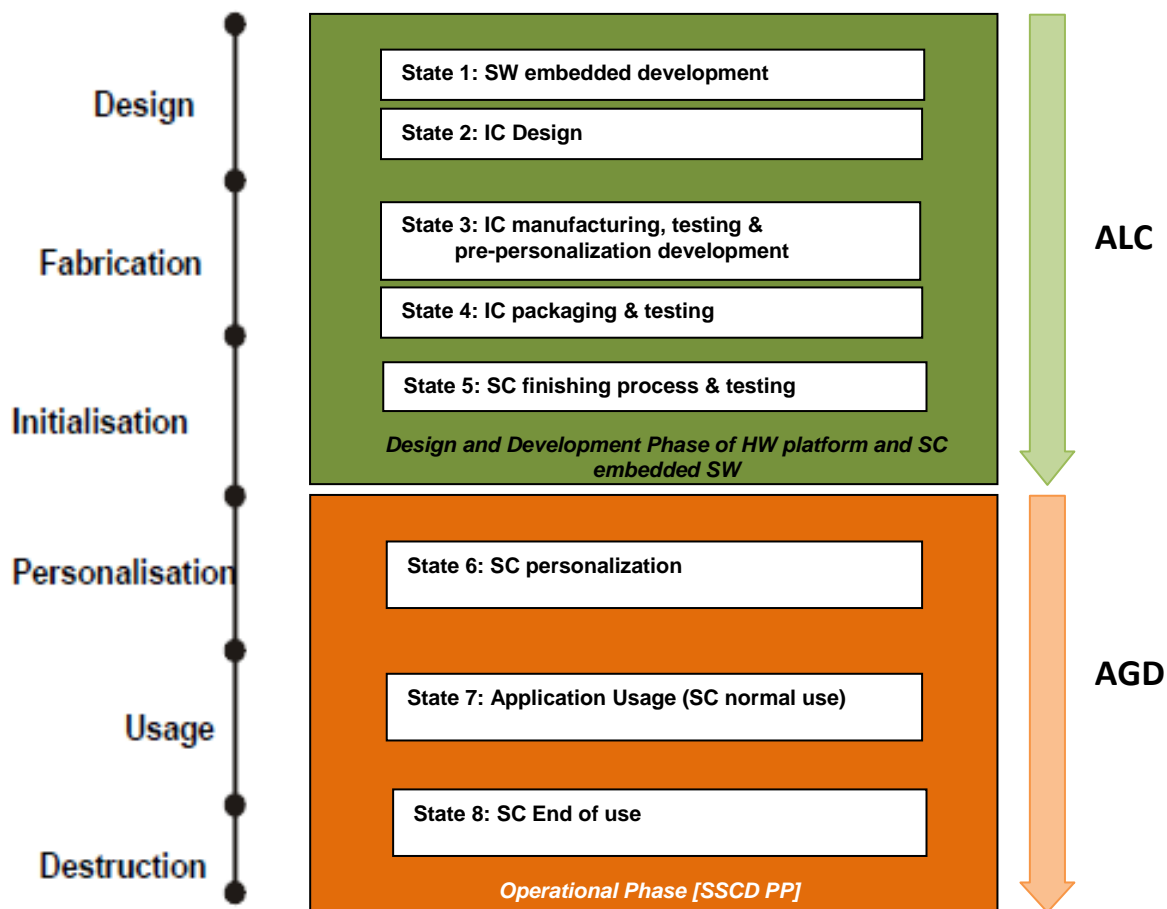 Design
State 1: SW embedded development
State 2: IC Design
Fabrication
State 3: IC manufacturing, testing &
pre-personalization development
State 4: IC packaging & testing
ALC
Initialisation
State 5: SC finishing process & testing
Design and Development Phase of HW platform and SC
embedded SW
Personalisation
State 6: SC personalization
Usage
State 7: Application Usage (SC normal use)
AGD
Destruction
State 8: SC End of use
Operational Phase [SSCD PP]